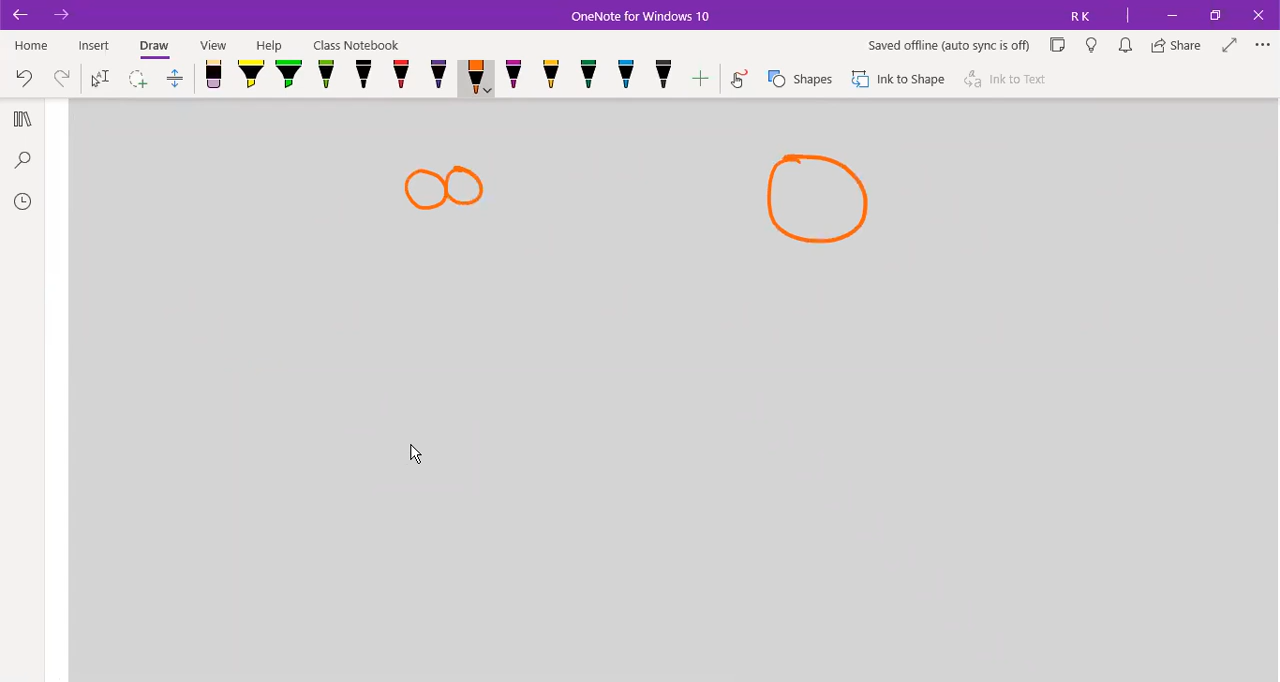 OneNote for Windows 10
R K
Home Insert Draw View Help Class Notebook
Saved offline (auto sync is off)
Share
Shapes
Ink to Shape
Ink to Text